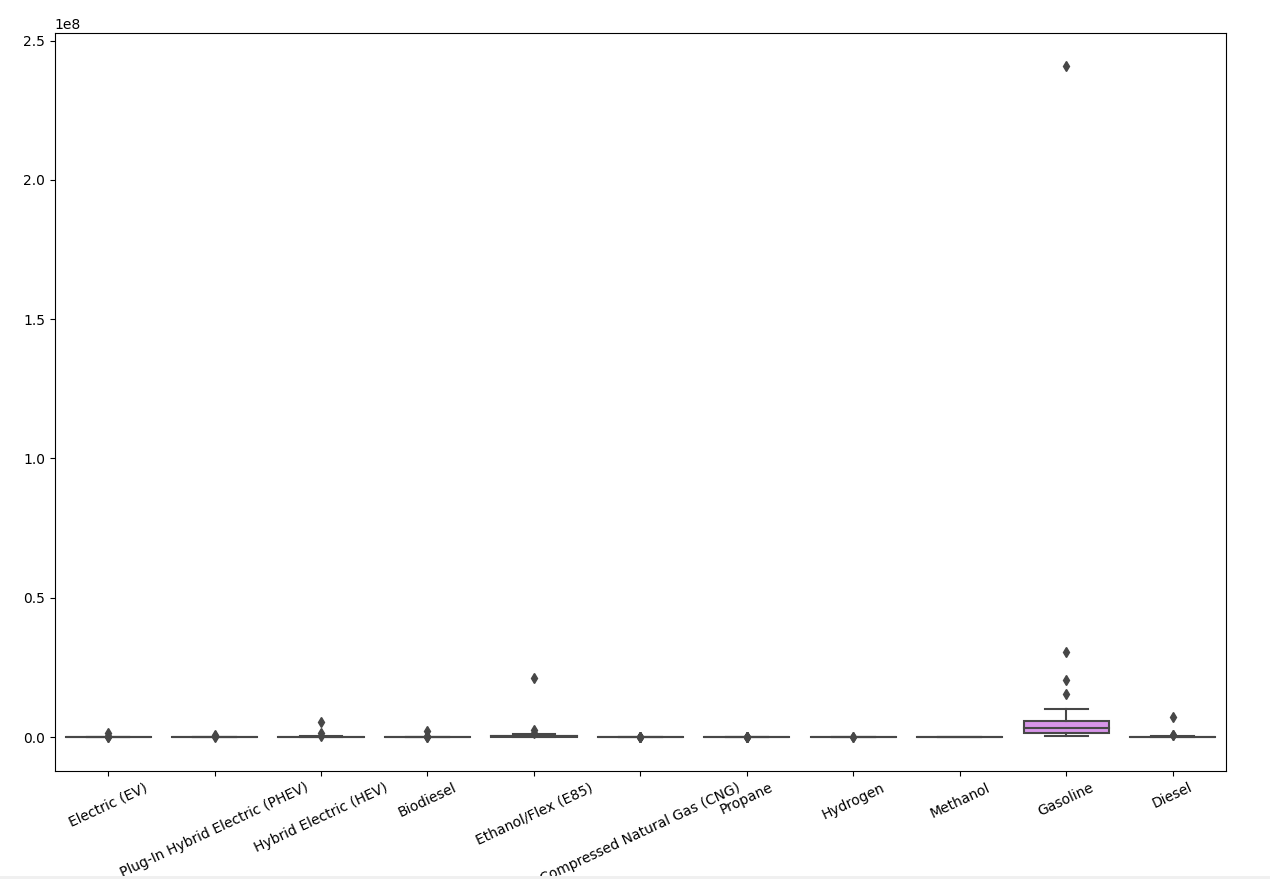 1e8
2.5
2.0
1.5
1.0
0.5
0.0
Electric (EV)
Plug-In Hybrid Electric (PHEV)
Hybrid Electric (HEV)
Biodiesel
Ethanol/Flex (E85)
Compressed Natural Gas (CNG)
Propane
Hydrogen
Methanol
Gasoline
Diesel